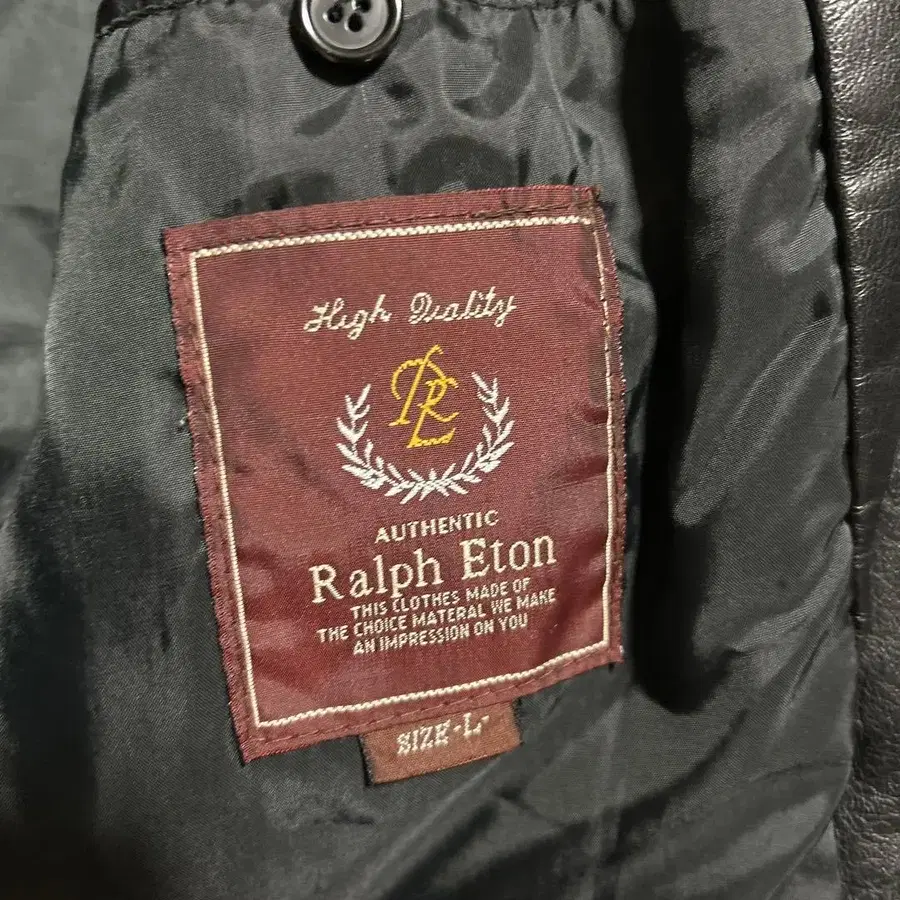 High Quality
RE
AUTHENTIC
Ralph Eton
THIS CLOTHES MADE OF
THE CHOICE MATERAL WE MAKE
AN IMPRESSION ON YOU
SIZE-L-